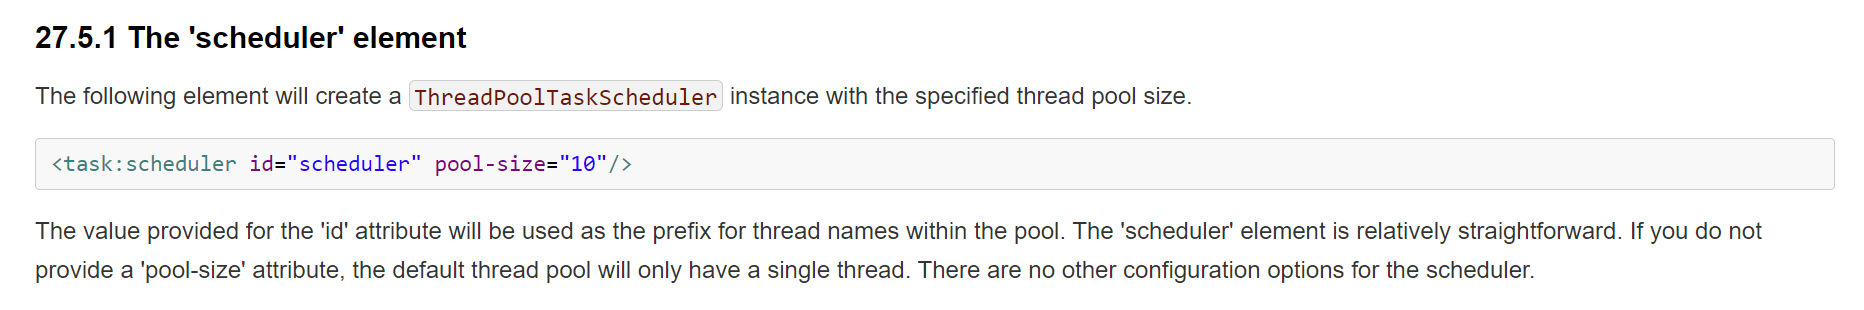 27.5.1 The 'scheduler' element
The following element will create a ThreadPoolTaskScheduler instance with the specified thread pool size.
<task:scheduler id="scheduler" pool-size="10"/>
The value provided for the 'id' attribute will be used as the prefix for thread names within the pool. The 'scheduler' element is relatively straightforward. If you do not
provide a 'pool-size' attribute, the default thread pool will only have a single thread. There are no other configuration options for the scheduler.